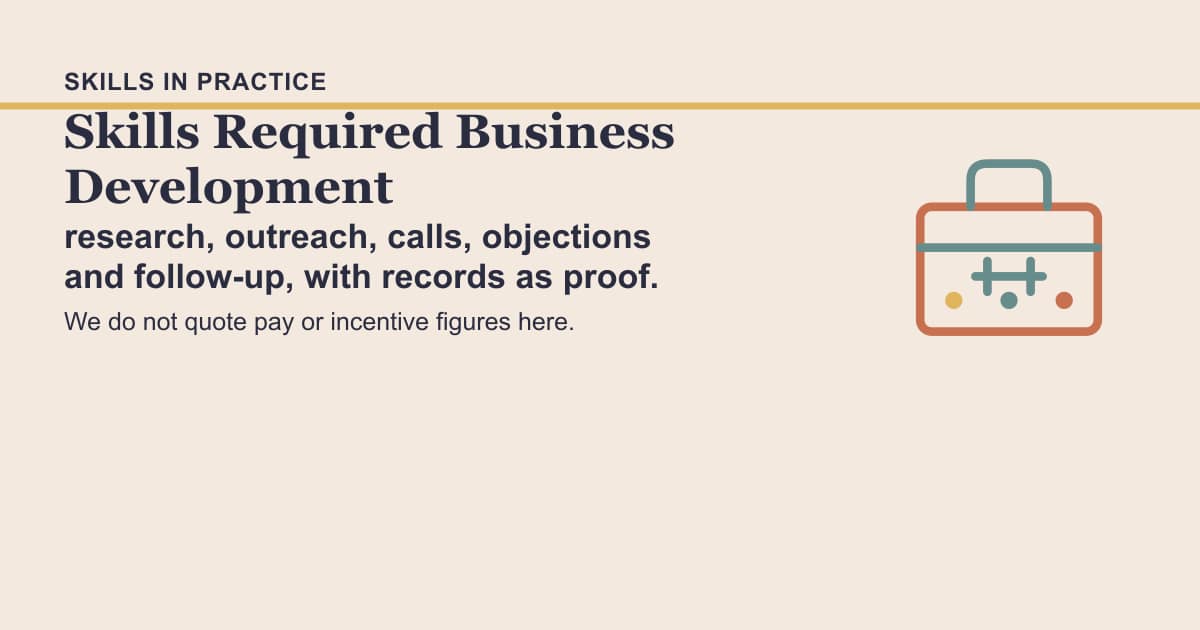 SKILLS IN PRACTICE
Skills Required Business
Development
research, outreach, calls, objections
and follow-up, with records as proof.
We do not quote pay or incentive figures here.